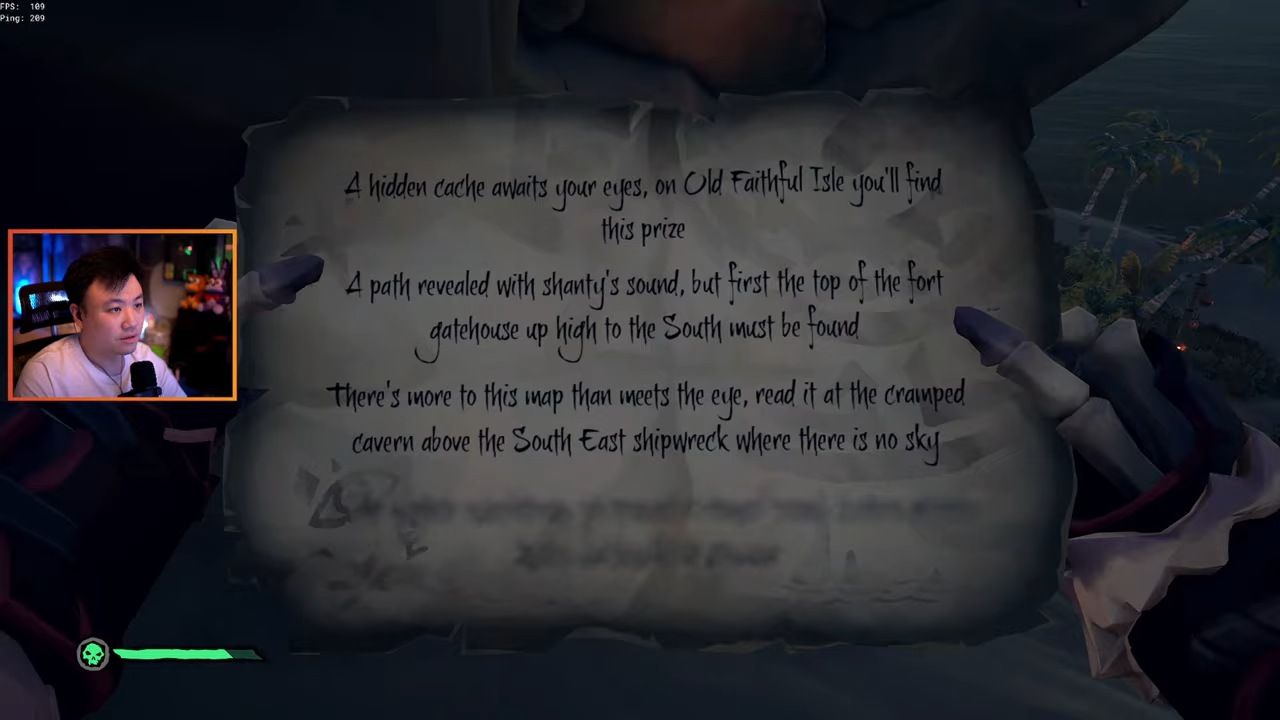 FPS: 109
Ping: 209
A hidden cache awaits your eyes, on Old Faithful Isle you'll find
this prize
A path revealed with shanty's sound, but first the top of the fort
gatehouse up high to the South must be found
There's more to this map than meets the eye, read it at the cramped
cavern above the South East shipwreck where there is no sky